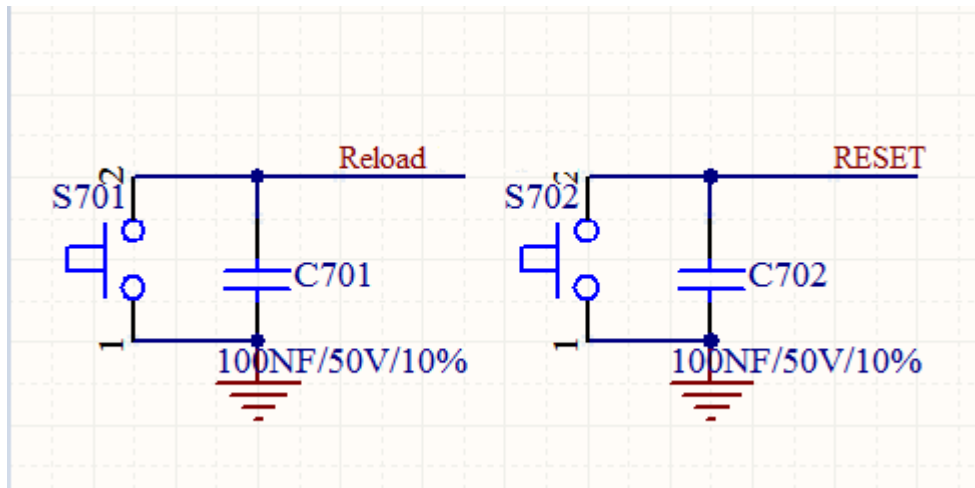 Reload
RESET
2
2
S701
S702
C701
C702
1
1
100NF/50V/10%
100NF/50V/10%